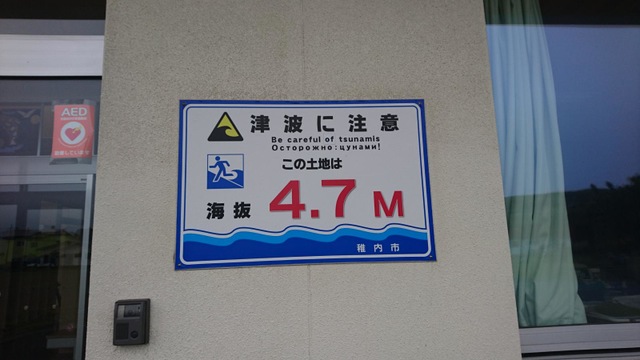 津波に注意
Be careful of tsunamis
Осторожно:цунами!
この土地は
海抜 4.7 M
稚内市
AED